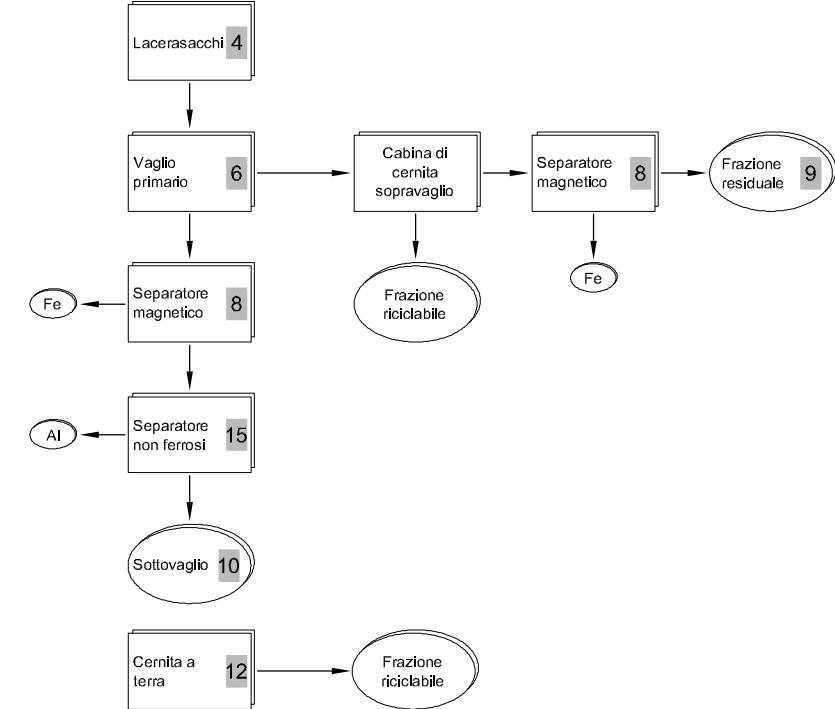 Lacerasacchi 4
Vaglio
primario
6
Cabina di
cernita
sopravaglio
Separatore
magnetico
8
Frazione
residuale
9
Fe
Separatore
magnetico
8
Frazione
riciclabile
Fe
Al
Separatore
non ferrosi
15
Sottovaglio 10
Cernita a
terra
12
Frazione
riciclabile